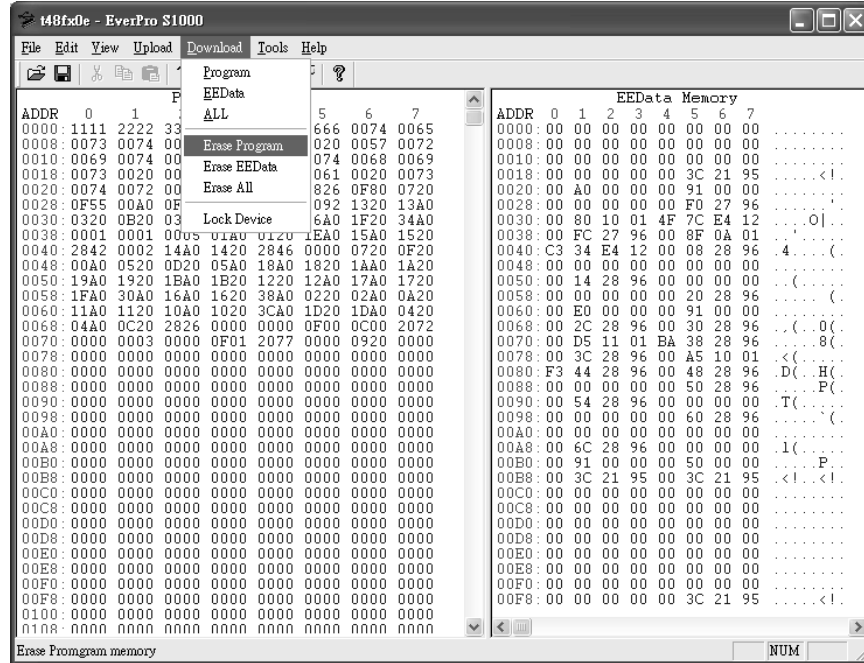 t48fx0e - EverPro S1000
File Edit View Upload Download Tools Help
Program
EEData
ALL
Erase Program
Erase EEData
Erase All
Lock Device
P
ADDR 0 1 5 6 7
0000: 1111 2222 33 666 0074 0065
0008: 0073 0074 00 020 0057 0072
0010: 0069 0074 00 074 0068 0069
0018: 0073 0020 00 061 0020 0073
0020: 0074 0072 00 826 0F80 0720
0028: 0F55 00A0 0F 092 1320 13A0
0030: 0320 0B20 03 6A0 1F20 34A0
0038: 0001 0001 0005 01A0 0120 1EA0 15A0 1520
0040: 2842 0002 14A0 1420 2846 0000 0720 0F20
0048: 00A0 0520 0D20 05A0 18A0 1820 1AA0 1A20
0050: 19A0 1920 1BA0 1B20 1220 12A0 17A0 1720
0058: 1FA0 30A0 16A0 1620 38A0 0220 02A0 0A20
0060: 11A0 1120 10A0 1020 3CA0 1D20 1DA0 0420
0068: 04A0 0C20 2826 0000 0000 0F00 0C00 2072
0070: 0000 0003 0000 0F01 2077 0000 0920 0000
0078: 0000 0000 0000 0000 0000 0000 0000 0000
0080: 0000 0000 0000 0000 0000 0000 0000 0000
0088: 0000 0000 0000 0000 0000 0000 0000 0000
0090: 0000 0000 0000 0000 0000 0000 0000 0000
0098: 0000 0000 0000 0000 0000 0000 0000 0000
00A0: 0000 0000 0000 0000 0000 0000 0000 0000
00A8: 0000 0000 0000 0000 0000 0000 0000 0000
00B0: 0000 0000 0000 0000 0000 0000 0000 0000
00B8: 0000 0000 0000 0000 0000 0000 0000 0000
00C0: 0000 0000 0000 0000 0000 0000 0000 0000
00C8: 0000 0000 0000 0000 0000 0000 0000 0000
00D0: 0000 0000 0000 0000 0000 0000 0000 0000
00D8: 0000 0000 0000 0000 0000 0000 0000 0000
00E0: 0000 0000 0000 0000 0000 0000 0000 0000
00E8: 0000 0000 0000 0000 0000 0000 0000 0000
00F0: 0000 0000 0000 0000 0000 0000 0000 0000
00F8: 0000 0000 0000 0000 0000 0000 0000 0000
0100: 0000 0000 0000 0000 0000 0000 0000 0000
0108: 0000 0000 0000 0000 0000 0000 0000 0000
EEData Memory
ADDR 0 1 2 3 4 5 6 7
0000: 00 00 00 00 00 00 00 00 ........
0008: 00 00 00 00 00 00 00 00 ........
0010: 00 00 00 00 00 00 00 00 ........
0018: 00 00 00 00 00 3C 21 95 .....<!.
0020: 00 A0 00 00 00 91 00 00 ........
0028: 00 00 00 00 00 F0 27 96 ......'.
0030: 00 80 10 01 4F 7C E4 12 ....O|..
0038: 00 FC 27 96 00 8F 0A 01 ..'.....
0040: C3 34 E4 12 00 08 28 96 .4....(.
0048: 00 00 00 00 00 00 00 00 ........
0050: 00 14 28 96 00 00 00 00 ..(.....
0058: 00 00 00 00 00 20 28 96 ..... (.
0060: 00 E0 00 00 00 91 00 00 ........
0068: 00 2C 28 96 00 30 28 96 .,(..0(.
0070: 00 D5 11 01 BA 38 28 96 .....8(.
0078: 00 3C 28 96 00 A5 10 01 .<(.....
0080: F3 44 28 96 00 48 28 96 .D(..H(.
0088: 00 00 00 00 00 50 28 96 .....P(.
0090: 00 54 28 96 00 00 00 00 .T(.....
0098: 00 00 00 00 00 60 28 96 .....`(.
00A0: 00 00 00 00 00 00 00 00 ........
00A8: 00 6C 28 96 00 00 00 00 .l(.....
00B0: 00 91 00 00 00 50 00 00 .....P..
00B8: 00 3C 21 95 00 3C 21 95 .<!..<!.
00C0: 00 00 00 00 00 00 00 00 ........
00C8: 00 00 00 00 00 00 00 00 ........
00D0: 00 00 00 00 00 00 00 00 ........
00D8: 00 00 00 00 00 00 00 00 ........
00E0: 00 00 00 00 00 00 00 00 ........
00E8: 00 00 00 00 00 00 00 00 ........
00F0: 00 00 00 00 00 00 00 00 ........
00F8: 00 00 00 00 00 3C 21 95 .....<!.
Erase Promgram memory
NUM